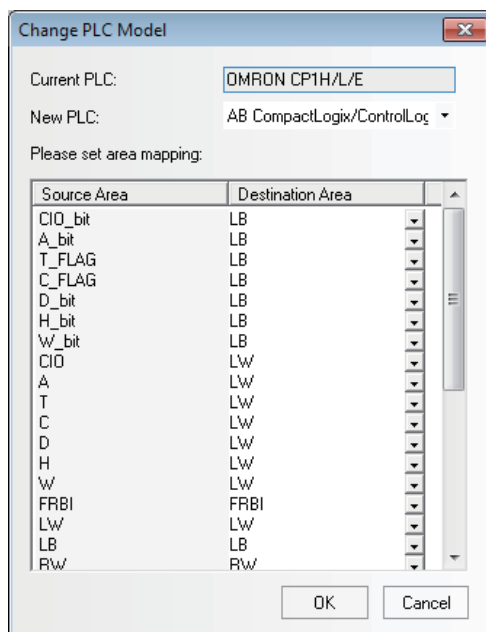 Change PLC Model
Current PLC: OMRON CP1H/L/E
New PLC: AB CompactLogix/ControlLog
Please set area mapping:
Source Area Destination Area
CIO_bit LB
A_bit LB
T_FLAG LB
C_FLAG LB
D_bit LB
H_bit LB
W_bit LB
CIO LW
A LW
T LW
C LW
D LW
H LW
W LW
FRBI FRBI
LW LW
LB LB
RW RW
OK Cancel